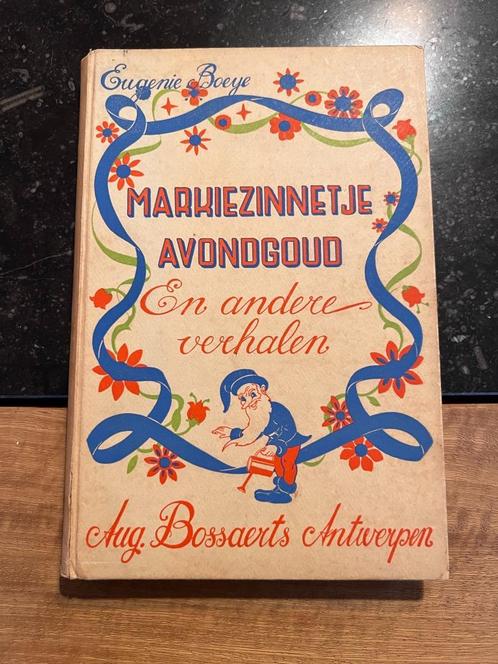 Eugenie Boeye
MARKIEZINNETJE
AVONDGOUD
En andere
verhalen
Aug. Bossaerts Antwerpen